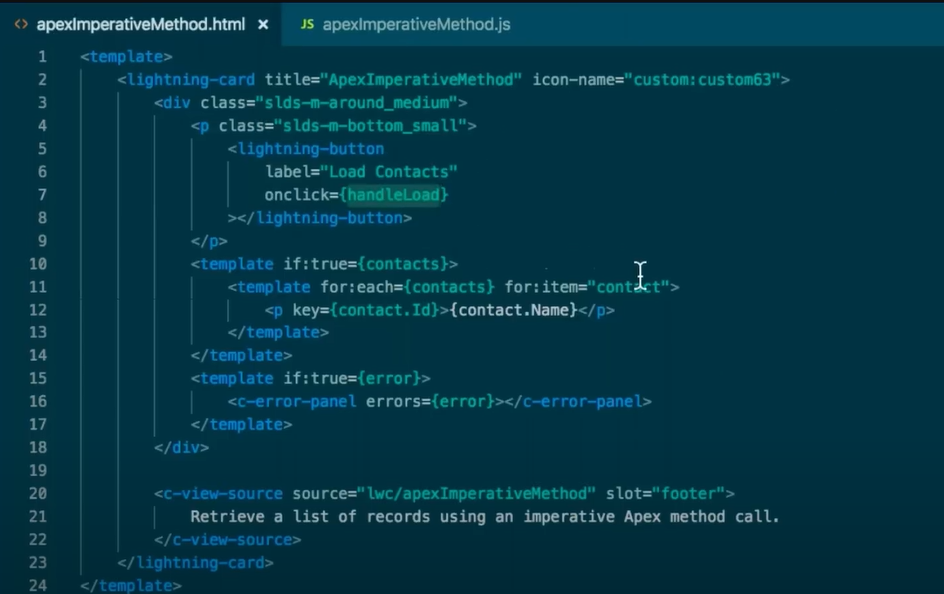 <> apexImperativeMethod.html × JS apexImperativeMethod.js
1 <template>
2 <lightning-card title="ApexImperativeMethod" icon-name="custom:custom63">
3 <div class="slds-m-around_medium">
4 <p class="slds-m-bottom_small">
5 <lightning-button
6 label="Load Contacts"
7 onclick={handleLoad}
8 ></lightning-button>
9 </p>
10 <template if:true={contacts}>
11 <template for:each={contacts} for:item="contact">
12 <p key={contact.Id}>{contact.Name}</p>
13 </template>
14 </template>
15 <template if:true={error}>
16 <c-error-panel errors={error}></c-error-panel>
17 </template>
18 </div>
19
20 <c-view-source source="lwc/apexImperativeMethod" slot="footer">
21 Retrieve a list of records using an imperative Apex method call.
22 </c-view-source>
23 </lightning-card>
24 </template>